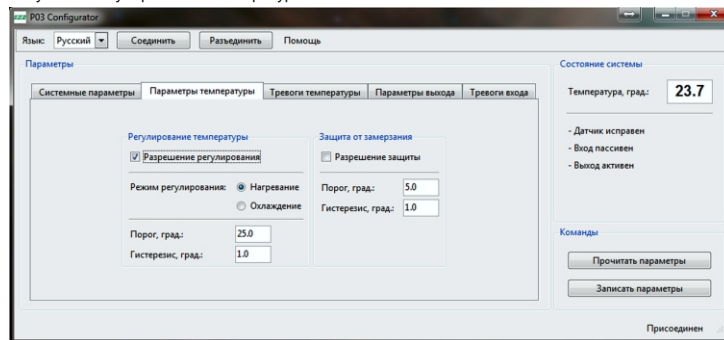 P03 Configurator
Язык: Русский Соединить Разъединить Помощь
Параметры
Системные параметры Параметры температуры Тревоги температуры Параметры выхода Тревоги входа
Регулирование температуры
Разрешение регулирования
Режим регулирования: Нагревание
Охлаждение
Порог, град.: 25.0
Гистерезис, град.: 1.0
Защита от замерзания
Разрешение защиты
Порог, град.: 5.0
Гистерезис, град.: 1.0
Состояние системы
Температура, град.: 23.7
- Датчик исправен
- Вход пассивен
- Выход активен
Команды
Прочитать параметры
Записать параметры
Присоединен